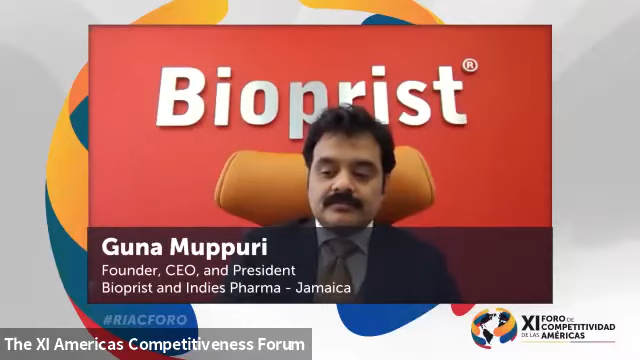 Bioprist®
Guna Muppuri
Founder, CEO, and President
Bioprist and Indies Pharma - Jamaica
#RIACFORO
XI FORO DE
COMPETITIVIDAD
DE LAS AMÉRICAS
The XI Americas Competitiveness Forum